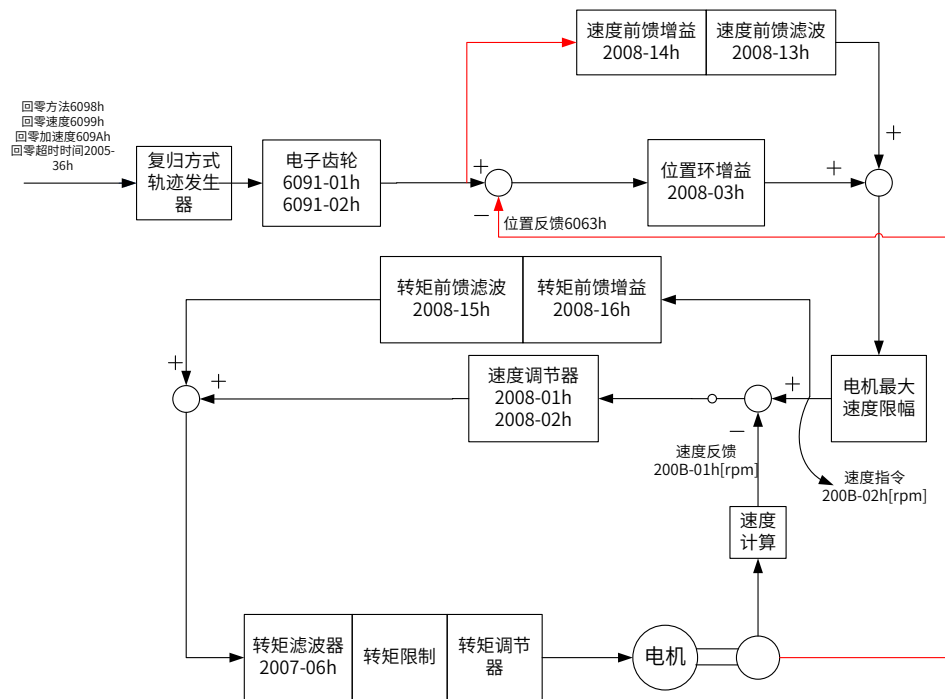 速度前馈增益
2008-14h
速度前馈滤波
2008-13h
回零方法6098h
回零速度6099h
回零加速度609Ah
回零超时时间2005-
36h
复归方式
轨迹发生
器
电子齿轮
6091-01h
6091-02h
+
−
位置环增益
2008-03h
+
+
位置反馈6063h
转矩前馈滤波
2008-15h
转矩前馈增益
2008-16h
+
+
速度调节器
2008-01h
2008-02h
+
−
电机最大
速度限幅
速度反馈
200B-01h[rpm]
速度指令
200B-02h[rpm]
速度
计算
转矩滤波器
2007-06h
转矩限制
转矩调节
器
电机